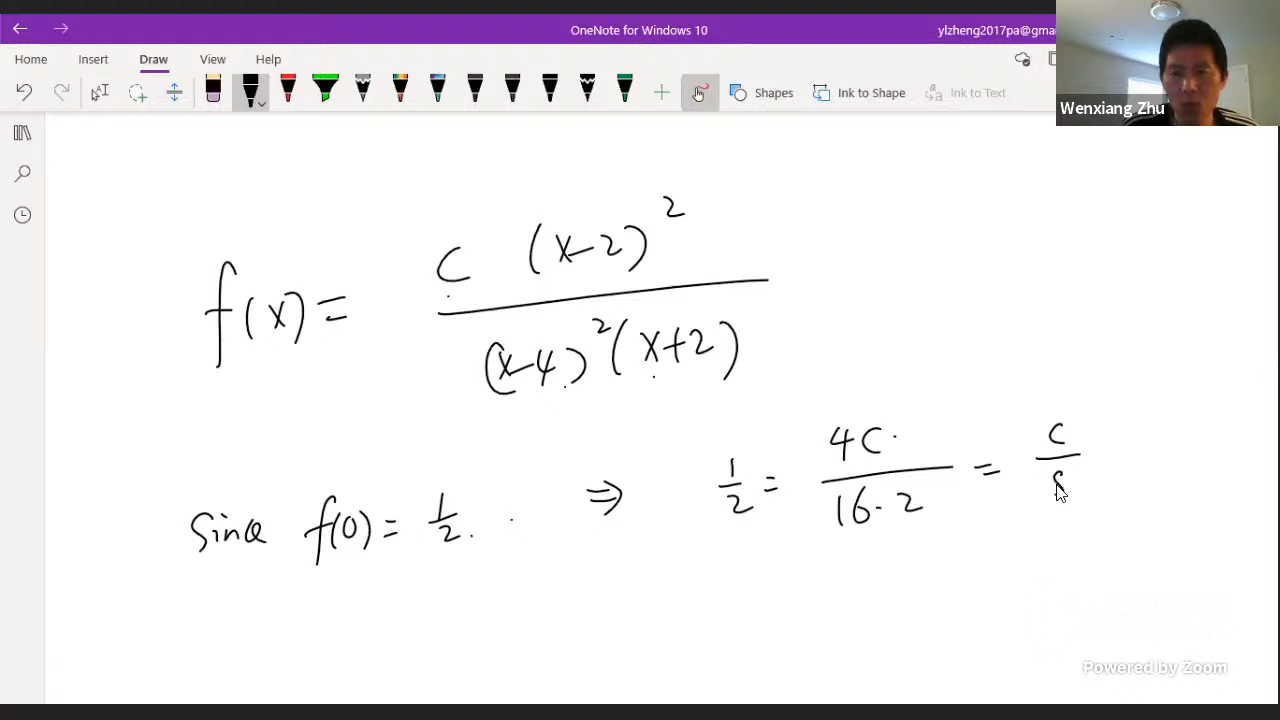 OneNote for Windows 10
ylzheng2017pa@gma
Home Insert Draw View Help
Shapes Ink to Shape Ink to Text
Wenxiang Zhu
f(x) = C (x-2)^2 / (x-4)^2 (x+2)
Since f(0) = 1/2. ⇒ 1/2 = 4C / 16·2 = C / 8
Powered by Zoom